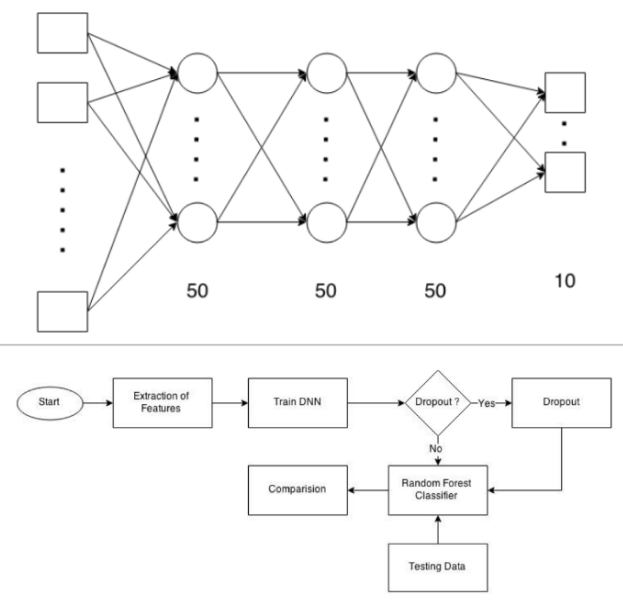 50
50
50
10
Start
Extraction of
Features
Train DNN
Dropout ?
Yes
Dropout
No
Comparision
Random Forest
Classifier
Testing Data